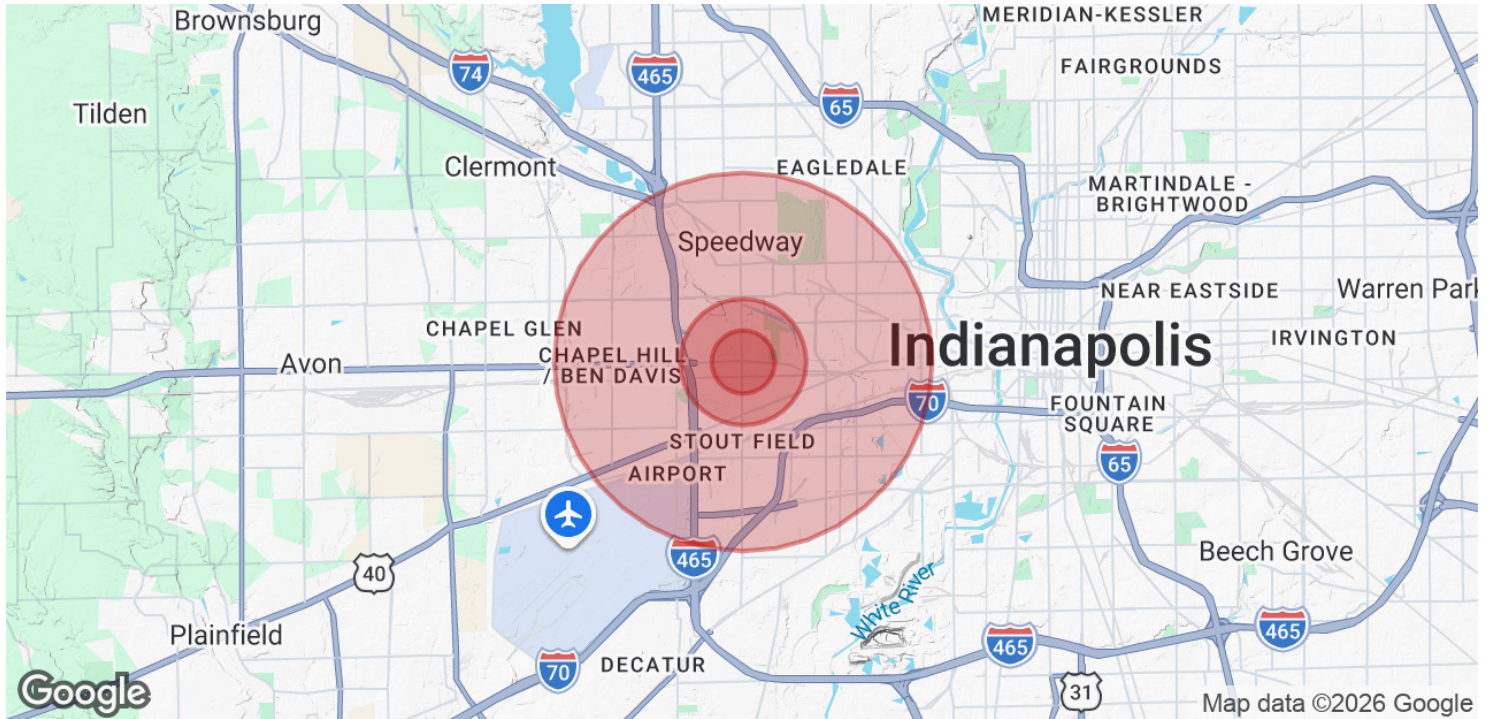 Brownsburg
MERIDIAN-KESSLER
74
465
65
FAIRGROUNDS
Tilden
Clermont
EAGLEDALE
MARTINDALE -
BRIGHTWOOD
Speedway
NEAR EASTSIDE
Warren Park
CHAPEL GLEN
IRVINGTON
Indianapolis
CHAPEL HILL
/ BEN DAVIS
Avon
70
FOUNTAIN
SQUARE
STOUT FIELD
65
AIRPORT
465
Beech Grove
40
White River
Plainfield
465
465
DECATUR
70
31
Google
Map data ©2026 Google